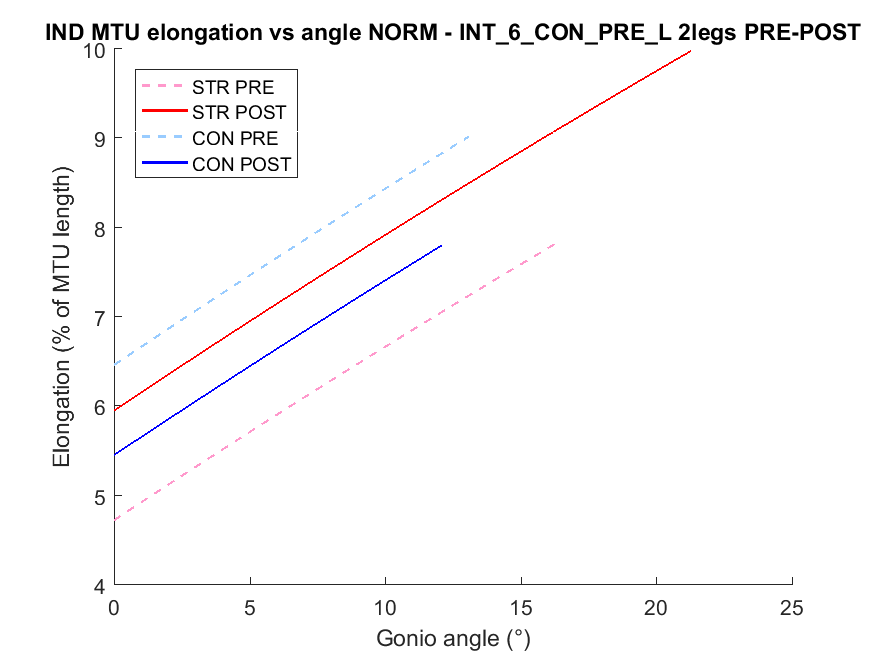 IND MTU elongation vs angle NORM - INT_6_CON_PRE_L 2legs PRE-POST
10
9
8
7
6
5
4
Elongation (% of MTU length)
STR PRE
STR POST
CON PRE
CON POST
0
5
10
15
20
25
Gonio angle (°)